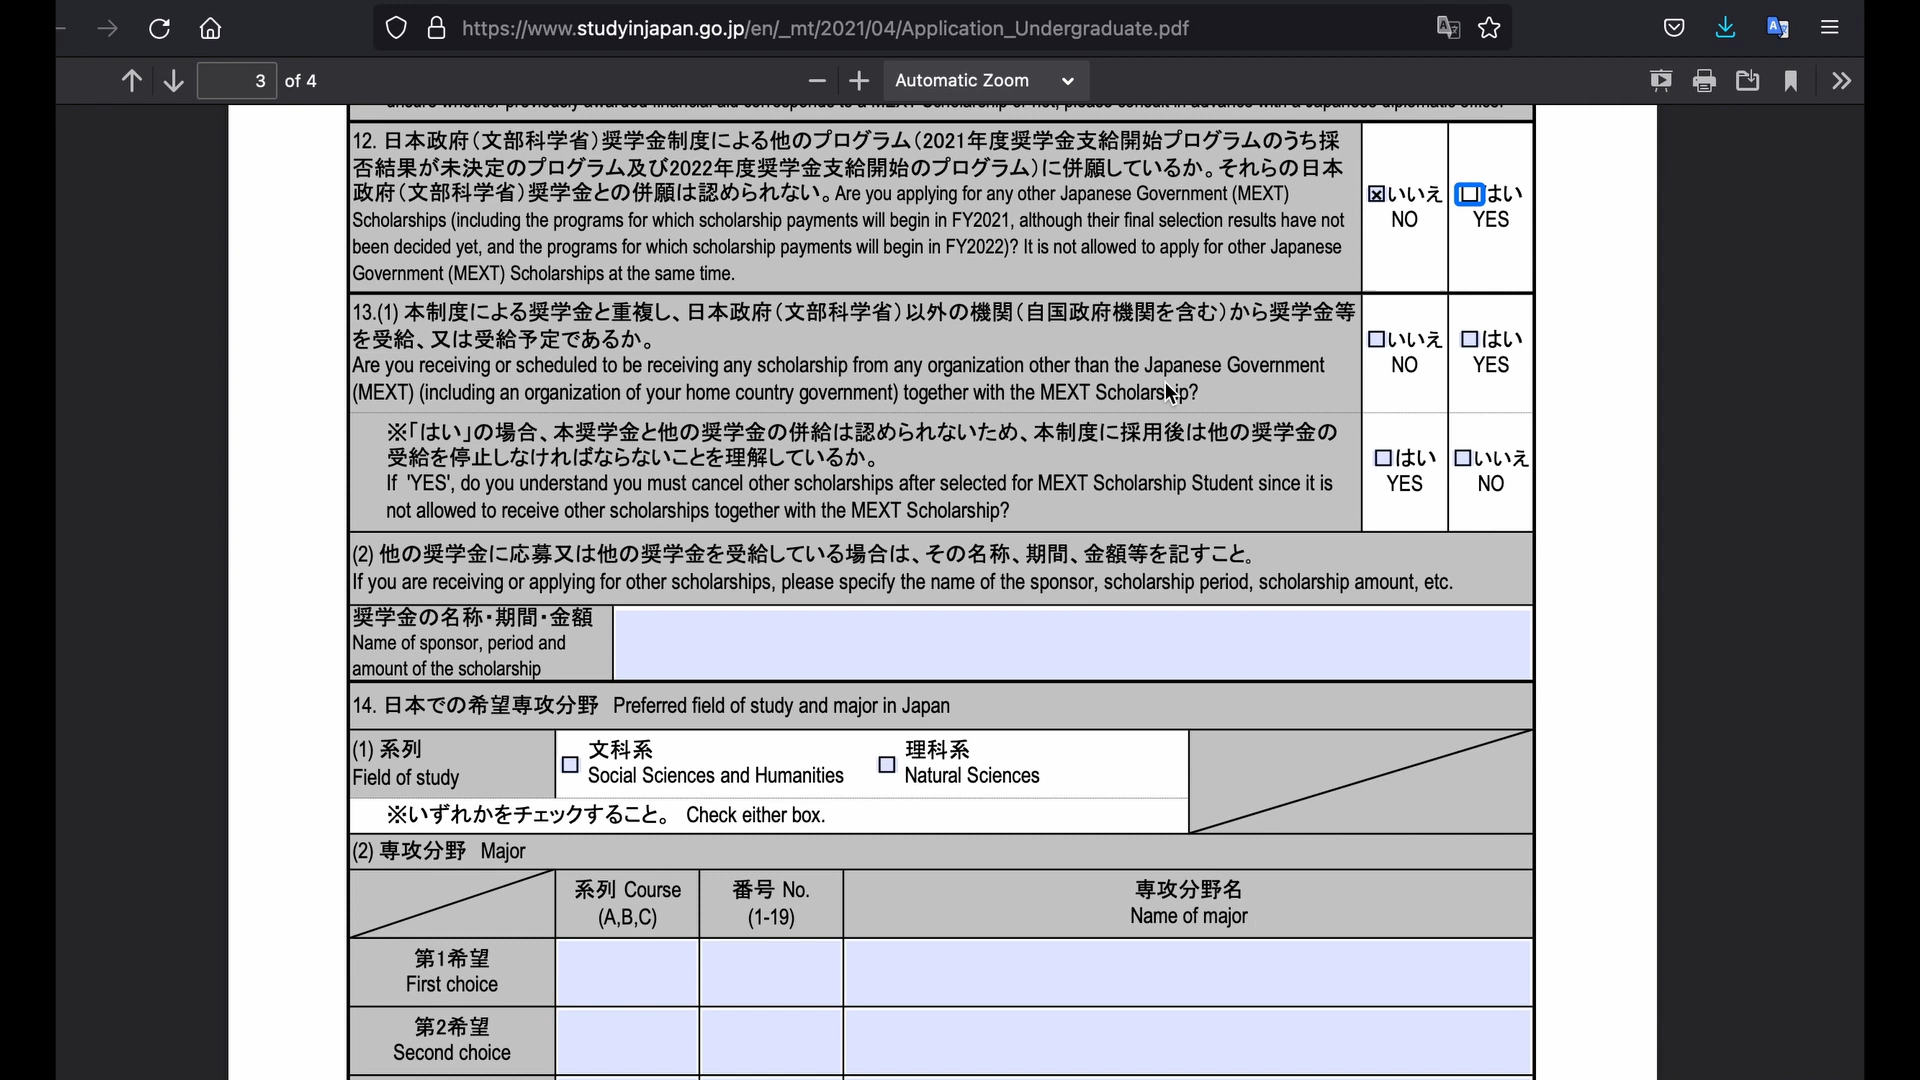 https://www.studyinjapan.go.jp/en/_mt/2021/04/Application_Undergraduate.pdf
3 of 4
Automatic Zoom
unsure whether previously awarded financial aid corresponds to a MEXT Scholarship or not, please consult in advance with a Japanese diplomatic office.
12. 日本政府（文部科学省）奨学金制度による他のプログラム（2021年度奨学金支給開始プログラムのうち採
否結果が未決定のプログラム及び2022年度奨学金支給開始のプログラム）に併願しているか。それらの日本
政府（文部科学省）奨学金との併願は認められない。Are you applying for any other Japanese Government (MEXT)
Scholarships (including the programs for which scholarship payments will begin in FY2021, although their final selection results have not
been decided yet, and the programs for which scholarship payments will begin in FY2022)? It is not allowed to apply for other Japanese
Government (MEXT) Scholarships at the same time.
いいえ はい
NO YES
13.(1) 本制度による奨学金と重複し、日本政府（文部科学省）以外の機関（自国政府機関を含む）から奨学金等
を受給、又は受給予定であるか。
Are you receiving or scheduled to be receiving any scholarship from any organization other than the Japanese Government
(MEXT) (including an organization of your home country government) together with the MEXT Scholarship?
いいえ はい
NO YES
※「はい」の場合、本奨学金と他の奨学金の併給は認められないため、本制度に採用後は他の奨学金の
受給を停止しなければならないことを理解しているか。
If 'YES', do you understand you must cancel other scholarships after selected for MEXT Scholarship Student since it is
not allowed to receive other scholarships together with the MEXT Scholarship?
はい いいえ
YES NO
(2) 他の奨学金に応募又は他の奨学金を受給している場合は、その名称、期間、金額等を記すこと。
If you are receiving or applying for other scholarships, please specify the name of the sponsor, scholarship period, scholarship amount, etc.
奨学金の名称・期間・金額
Name of sponsor, period and
amount of the scholarship
14. 日本での希望専攻分野 Preferred field of study and major in Japan
(1) 系列
Field of study
文科系
Social Sciences and Humanities
理科系
Natural Sciences
※いずれかをチェックすること。 Check either box.
(2) 専攻分野 Major
系列 Course
(A,B,C)
番号 No.
(1-19)
専攻分野名
Name of major
第1希望
First choice
第2希望
Second choice